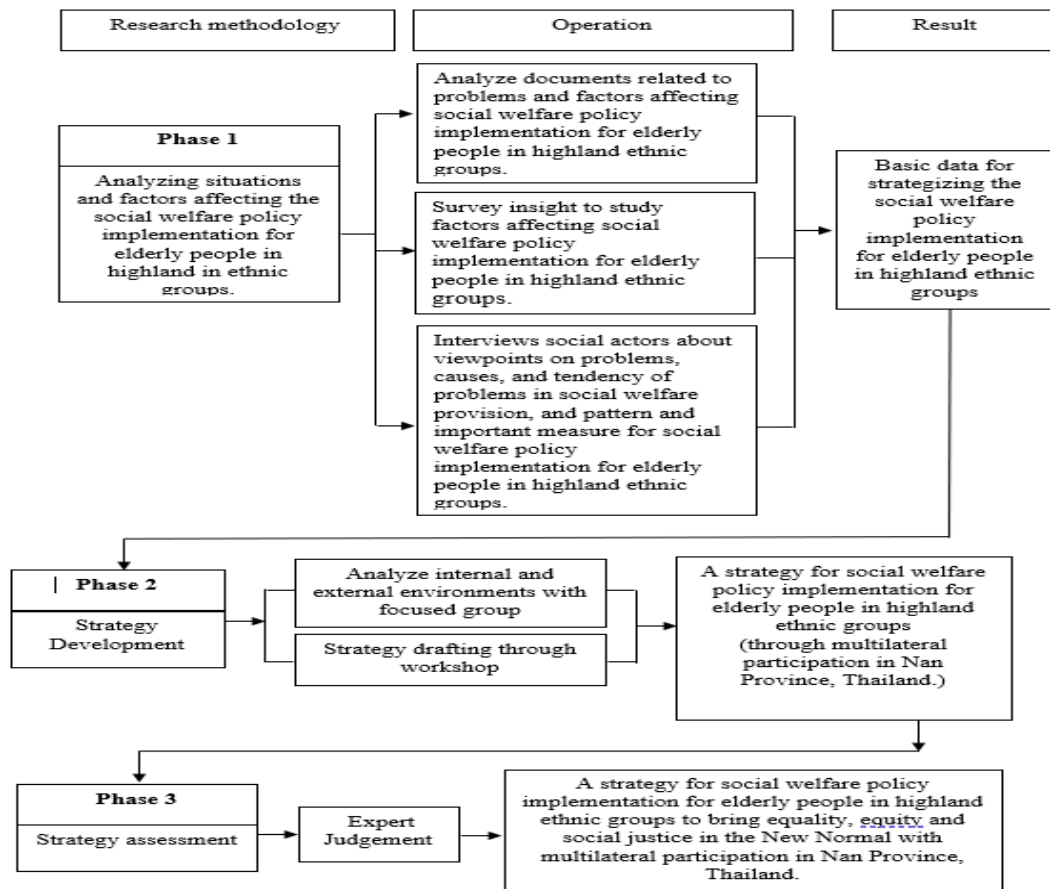 Research methodology
Operation
Result
Phase 1
Analyzing situations
and factors affecting the
social welfare policy
implementation for
elderly people in
highland in ethnic
groups.
Analyze documents related to
problems and factors affecting
social welfare policy
implementation for elderly
people in highland ethnic
groups.
Survey insight to study
factors affecting social
welfare policy
implementation for elderly
people in highland ethnic
groups.
Interviews social actors about
viewpoints on problems,
causes, and tendency of
problems in social welfare
provision, and pattern and
important measure for social
welfare policy
implementation for elderly
people in highland ethnic
groups.
Basic data for
strategizing the
social welfare
policy
implementation
for elderly people
in highland ethnic
groups
Phase 2
Strategy
Development
Analyze internal and
external environments with
focused group
Strategy drafting through
workshop
A strategy for social welfare
policy implementation for
elderly people in highland
ethnic groups
(through multilateral
participation in Nan
Province, Thailand.)
Phase 3
Strategy assessment
Expert
Judgement
A strategy for social welfare policy
implementation for elderly people in highland
ethnic groups to bring equality, equity and
social justice in the New Normal with
multilateral participation in Nan Province,
Thailand.